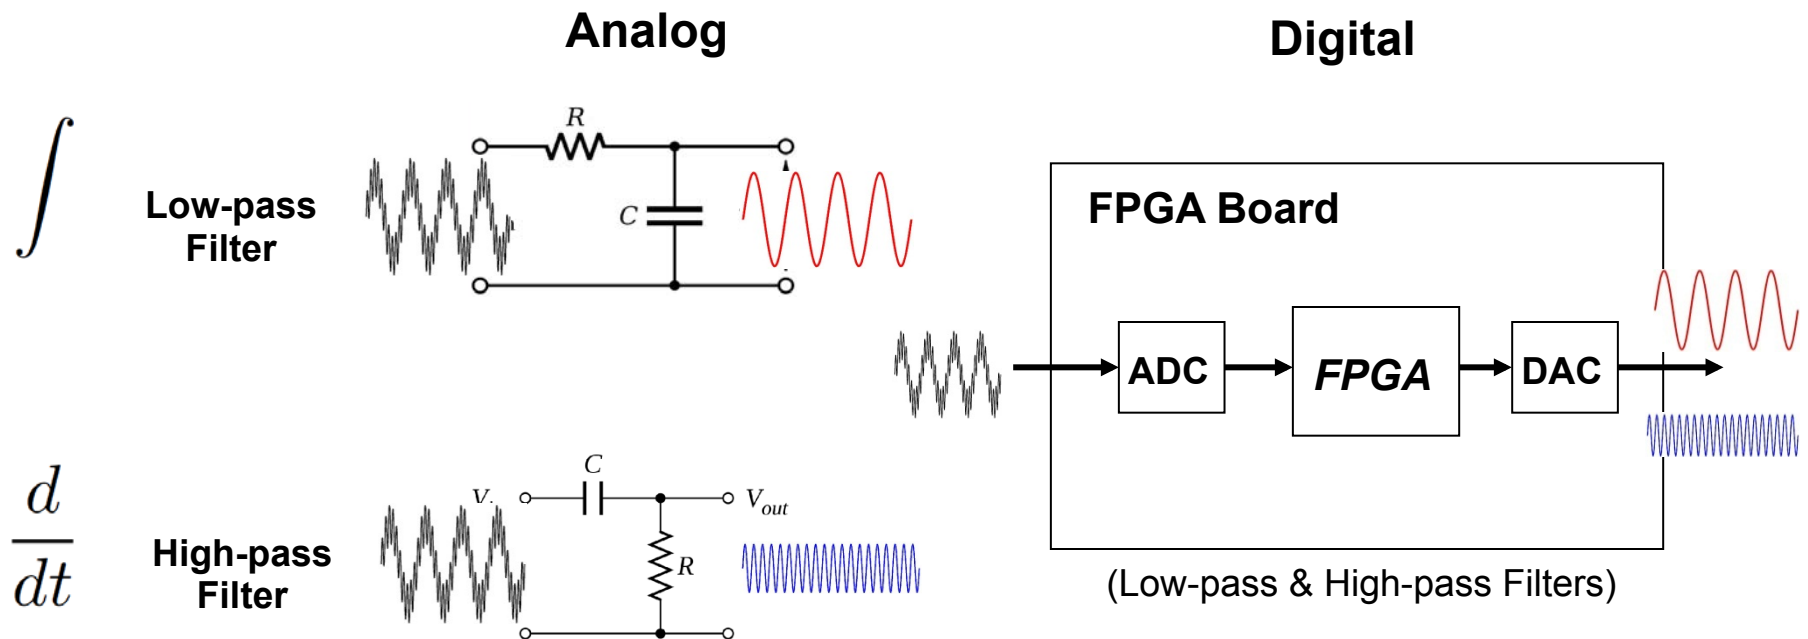 Analog
Digital
∫
Low-pass
Filter
R
C
FPGA Board
ADC
FPGA
DAC
d
dt
High-pass
Filter
C
V
V_out
R
(Low-pass & High-pass Filters)